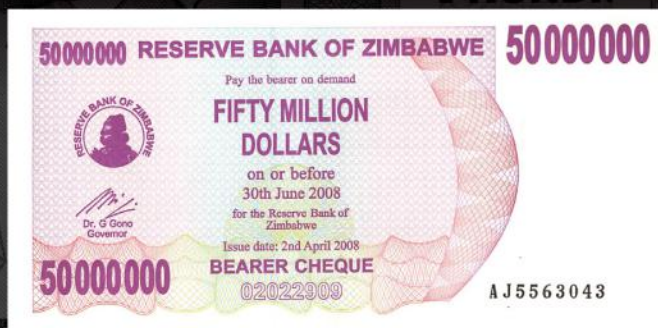 50000000 RESERVE BANK OF ZIMBABWE 50000000
Pay the bearer on demand
FIFTY MILLION
DOLLARS
RESERVE BANK OF ZIMBABWE
on or before
30th June 2008
for the Reserve Bank of
Zimbabwe
Dr. G Gono
Governor
Issue date: 2nd April 2008
50000000 BEARER CHEQUE
02022909
AJ5563043